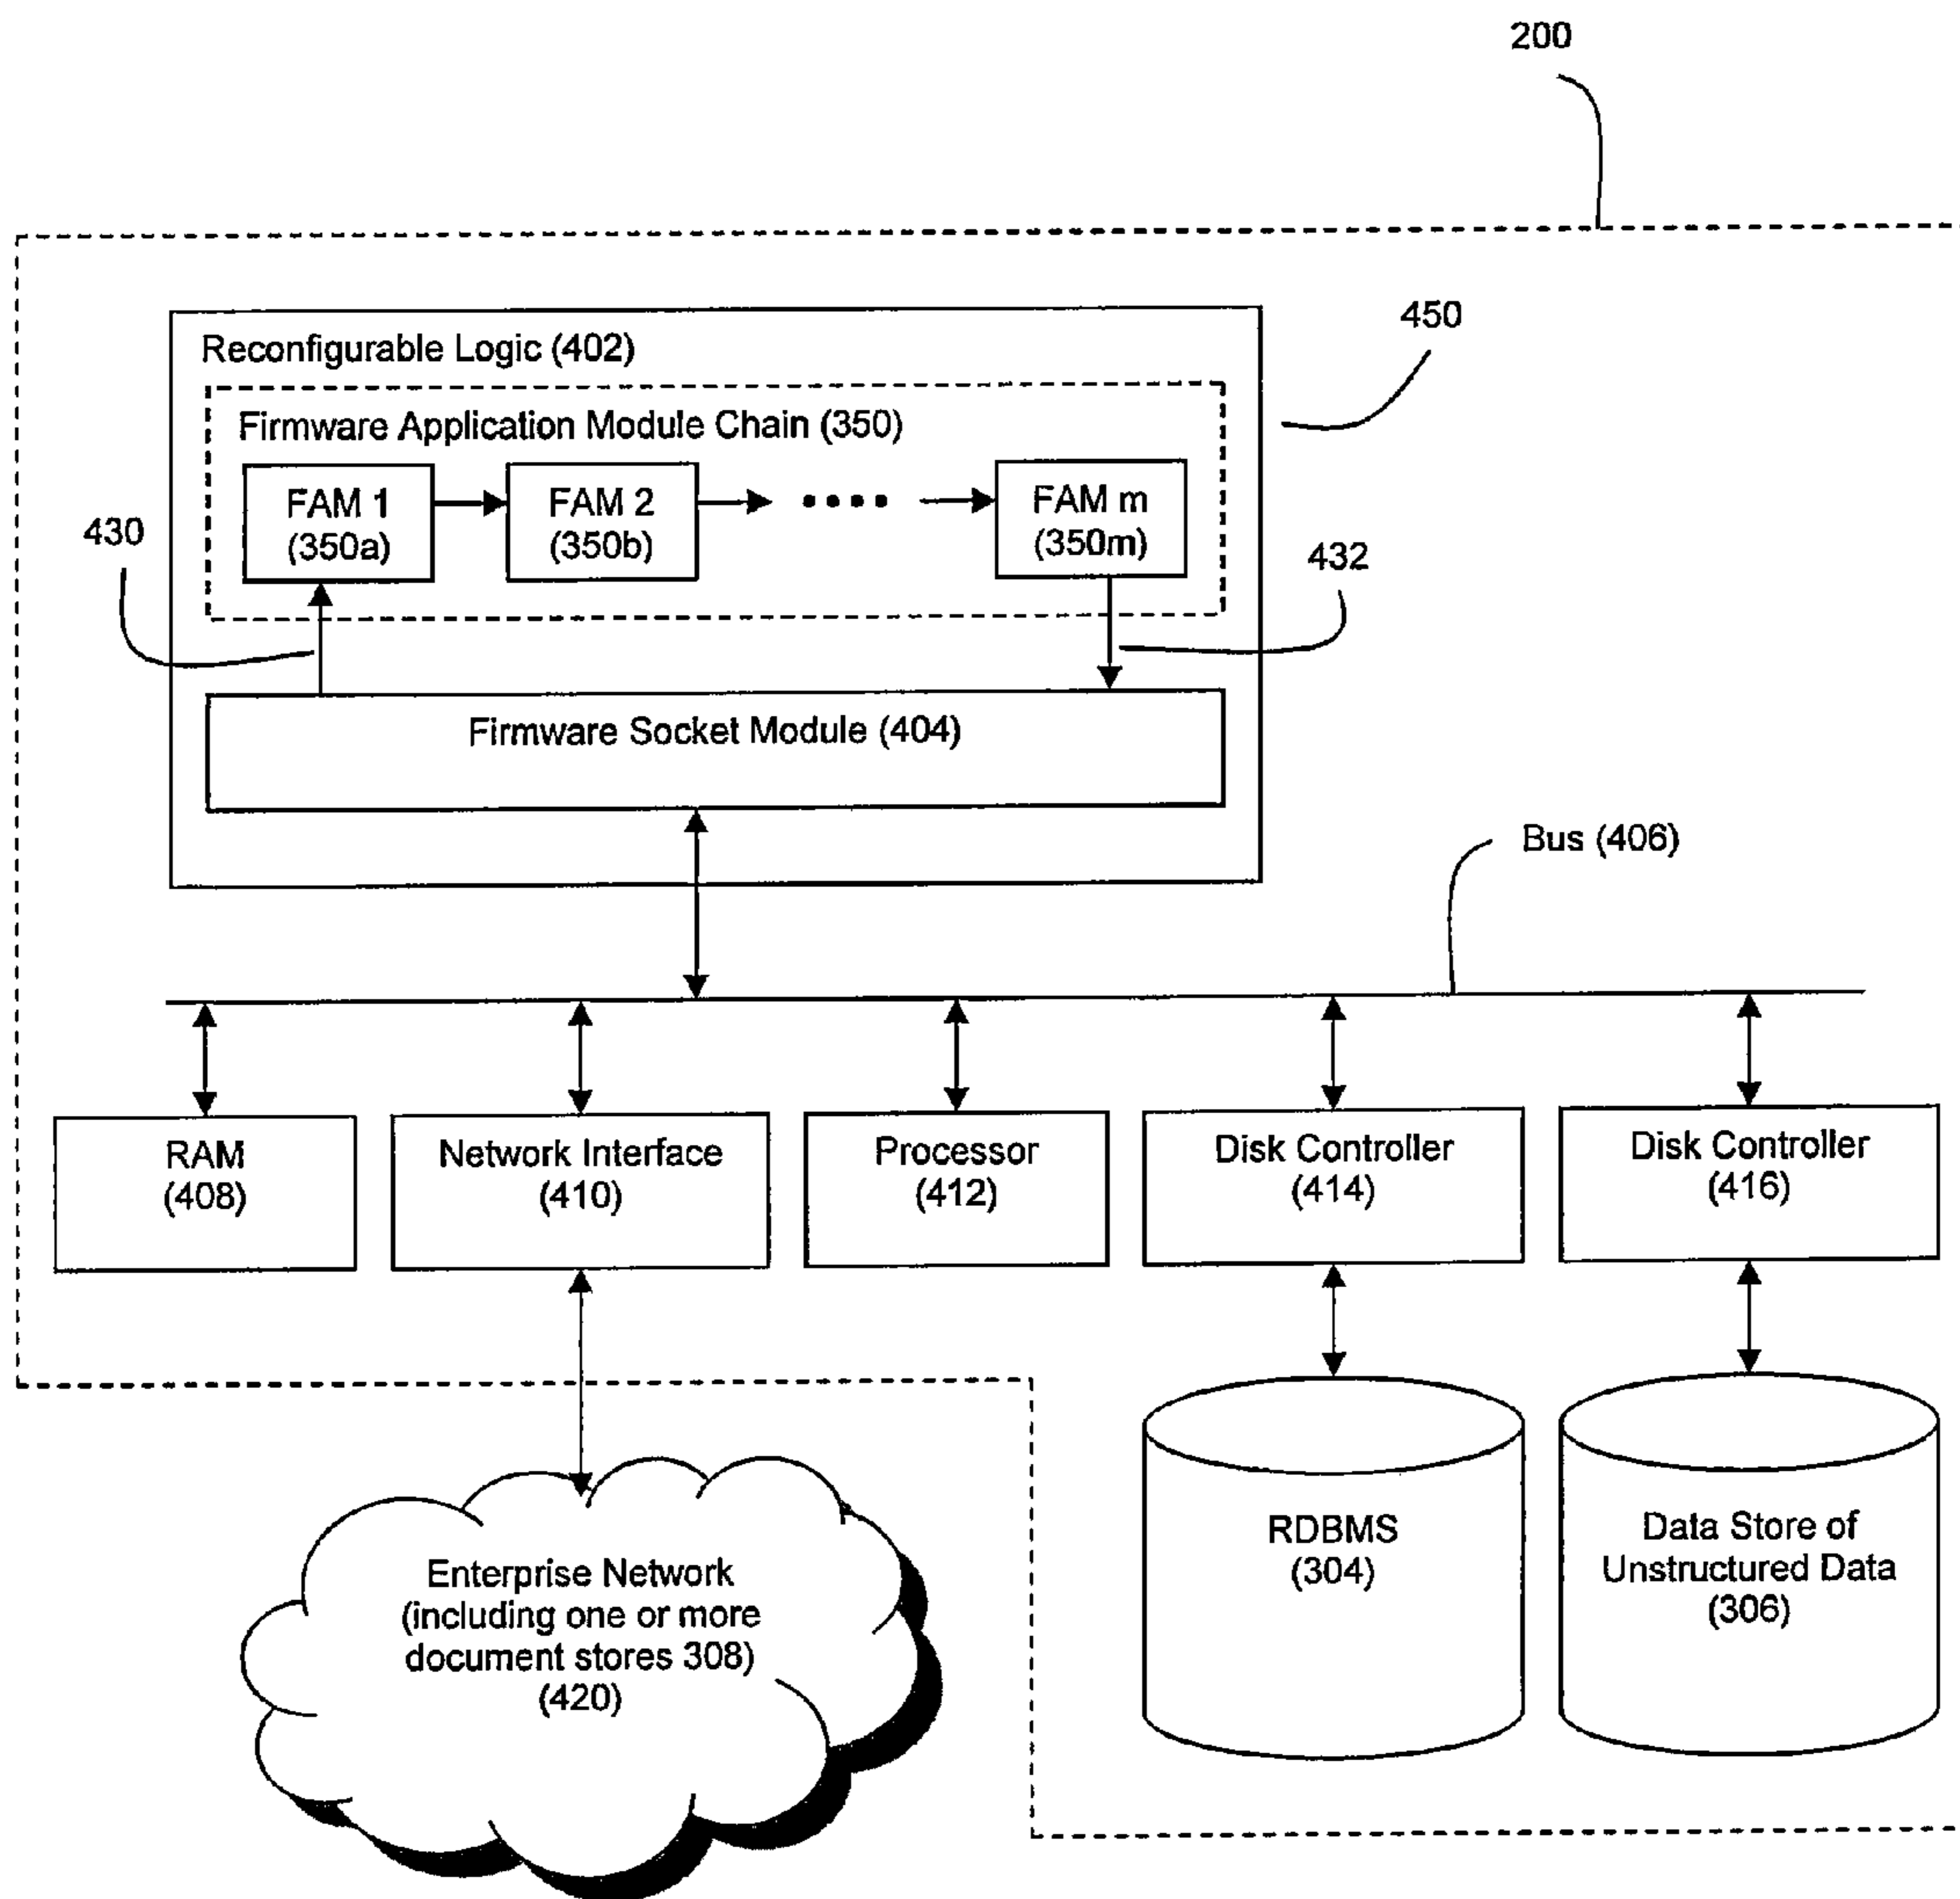 200
450
Reconfigurable Logic (402)
Firmware Application Module Chain (350)
FAM 1
(350a)
FAM 2
(350b)
••••
FAM m
(350m)
430
432
Firmware Socket Module (404)
Bus (406)
RAM
(408)
Network Interface
(410)
Processor
(412)
Disk Controller
(414)
Disk Controller
(416)
Enterprise Network
(including one or more
document stores 308)
(420)
RDBMS
(304)
Data Store of
Unstructured Data
(306)